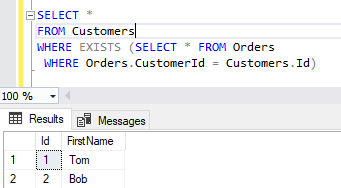 SELECT *
FROM Customers
WHERE EXISTS (SELECT * FROM Orders
WHERE Orders.CustomerId = Customers.Id)
100 %
Results Messages
Id FirstName
1 1 Tom
2 2 Bob